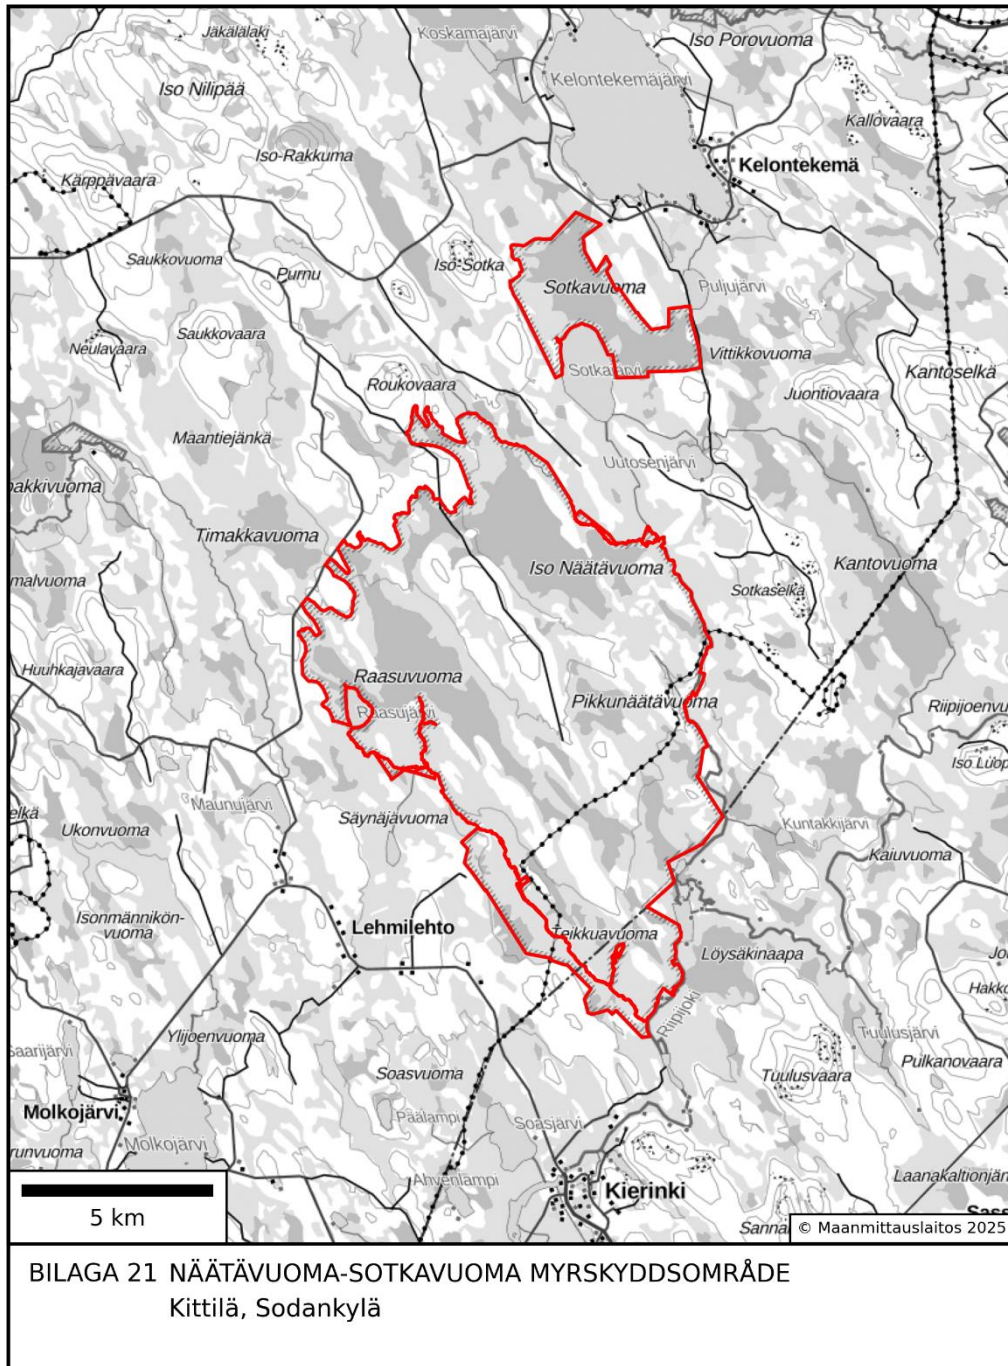 Jäkälälaki
Koskamajärvi
Iso Porovuoma
Iso Nilipää
Kelontekemäjärvi
Kallovaara
Iso-Rakkuma
Kelontekemä
Kärppävaara
Saukkovuoma
Purnu
Iso-Sotka
Sotkavuoma
Puljujärvi
Saukkovaara
Neulavaara
Vittikkovuoma
Sotkajärvi
Roukovaara
Juontiovaara
Kantoselkä
Maantiejänkä
Uutosenjärvi
pakkivuoma
Timakkavuoma
Iso Näätävuoma
Kantovuoma
malvuoma
Sotkaselkä
Huuhkajavaara
Raasuvuoma
Pikkunäätävuoma
Raasujärvi
Riipijoenvu
Iso Luop
Maunujärvi
elkä
Säynäjävuoma
Ukonvuoma
Kuntakkijärvi
Kaiuvuoma
Isonmännikön-
vuoma
Lehmilehto
Teikkuavuoma
Löysäkinaapa
Hakko
Riipijoki
Ylijoenvuoma
Tuulusjärvi
Saarijärvi
Soasvuoma
Tuulusvaara
Pulkanovaara
Molkojärvi
Päälampi
Soasjärvi
Molkojärvi
runvuoma
Ahvenlampi
Laanakaltionjär
Kierinki
5 km
Sannal
Sass
© Maanmittauslaitos 2025
BILAGA 21 NÄÄTÄVUOMA-SOTKAVUOMA MYRSKYDDSOMRÅDE
Kittilä, Sodankylä